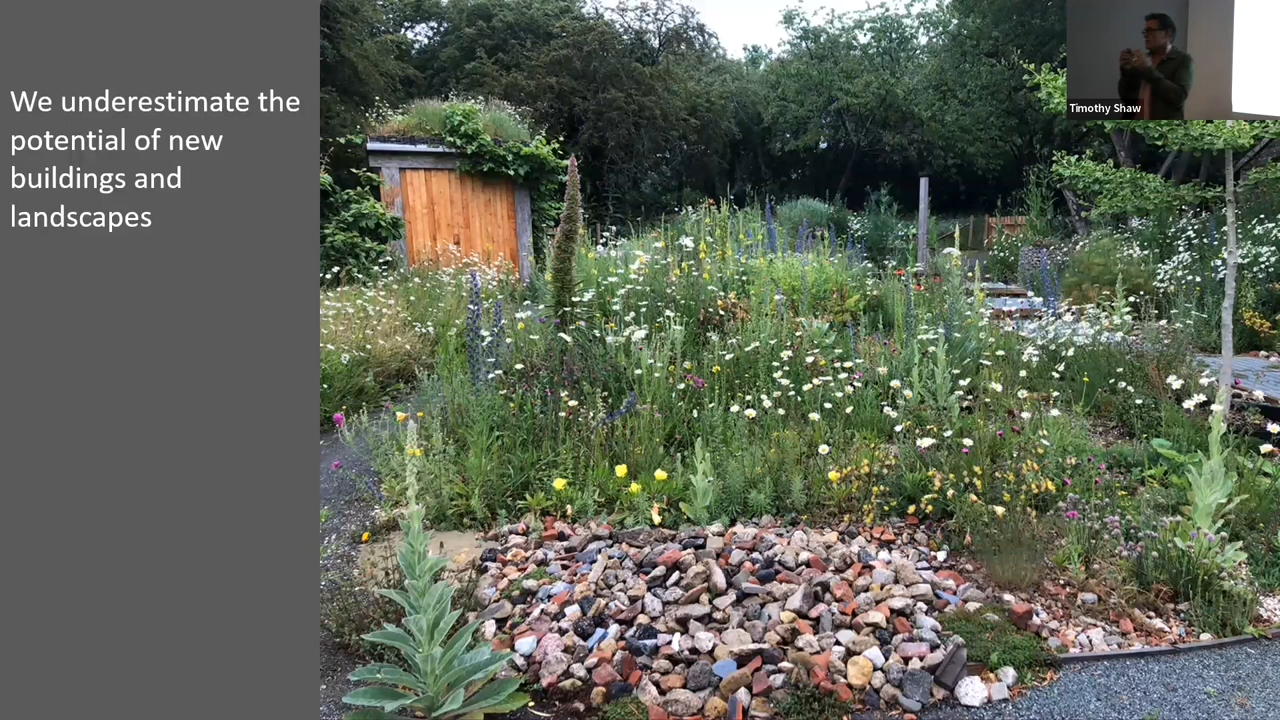 We underestimate the
potential of new
buildings and
landscapes
Timothy Shaw